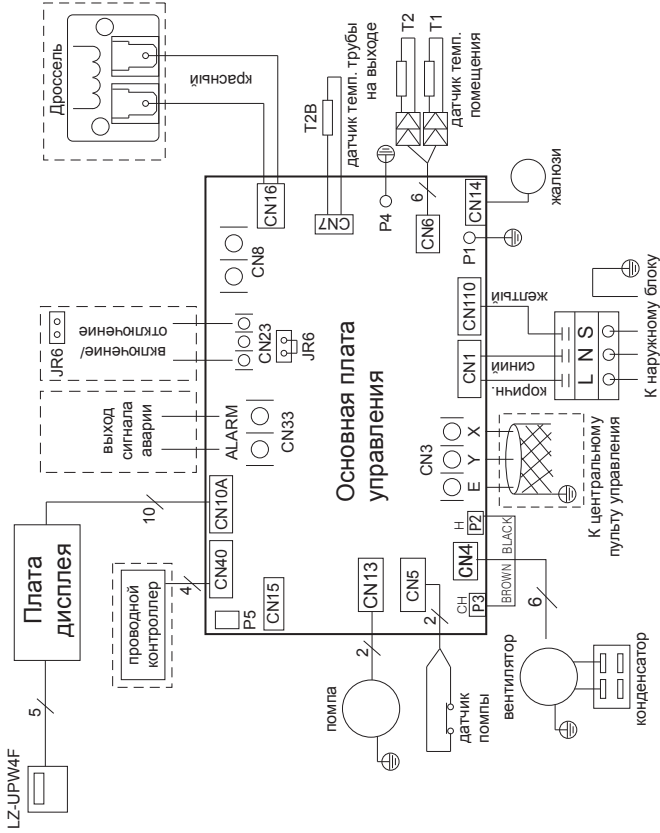 LZ-UPW4F
5
Плата
дисплея
10
проводной
контроллер
4
выход
сигнала
аварии
JR6
включение/
отключение
Дроссель
красный
P5
CN40
CN10A
CN15
ALARM
CN33
CN23
JR6
CN8
CN16
T2B
датчик темп. трубы
на выходе
CN7
P4
T2
T1
датчик темп.
помещения
6
CN6
CN14
жалюзи
P1
Основная плата
управления
CN13
2
помпа
CN5
2
датчик
помпы
CH
P3
CN4
H
P2
BROWN
BLACK
6
вентилятор
конденсатор
CN3
E
Y
X
К центральному
пульту управления
CN1
CN110
коричн.
синий
желтый
L
N
S
К наружному блоку